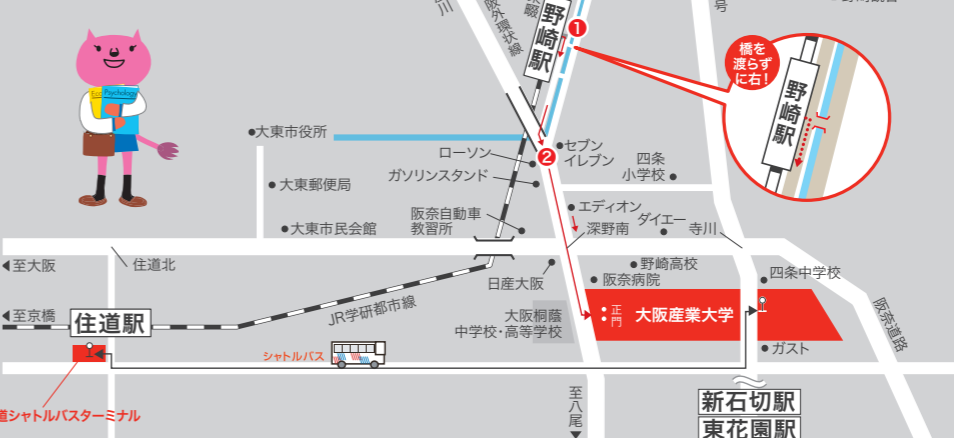 川
阪外環状線
野崎駅
号
❶
橋を
渡らず
に右!
野崎駅
Psychology
大東市役所
ローソン
❷
セブン
イレブン
四条
小学校
ガソリンスタンド
大東郵便局
エディオン
ダイエー
阪奈自動車
教習所
深野南
寺川
大東市民会館
至大阪
住道北
野崎高校
日産大阪
阪奈病院
四条中学校
至京橋
住道駅
JR学研都市線
大阪桐蔭
中学校・高等学校
正門
大阪産業大学
阪奈道路
シャトルバス
ガスト
道シャトルバスターミナル
至八尾
新石切駅
東花園駅